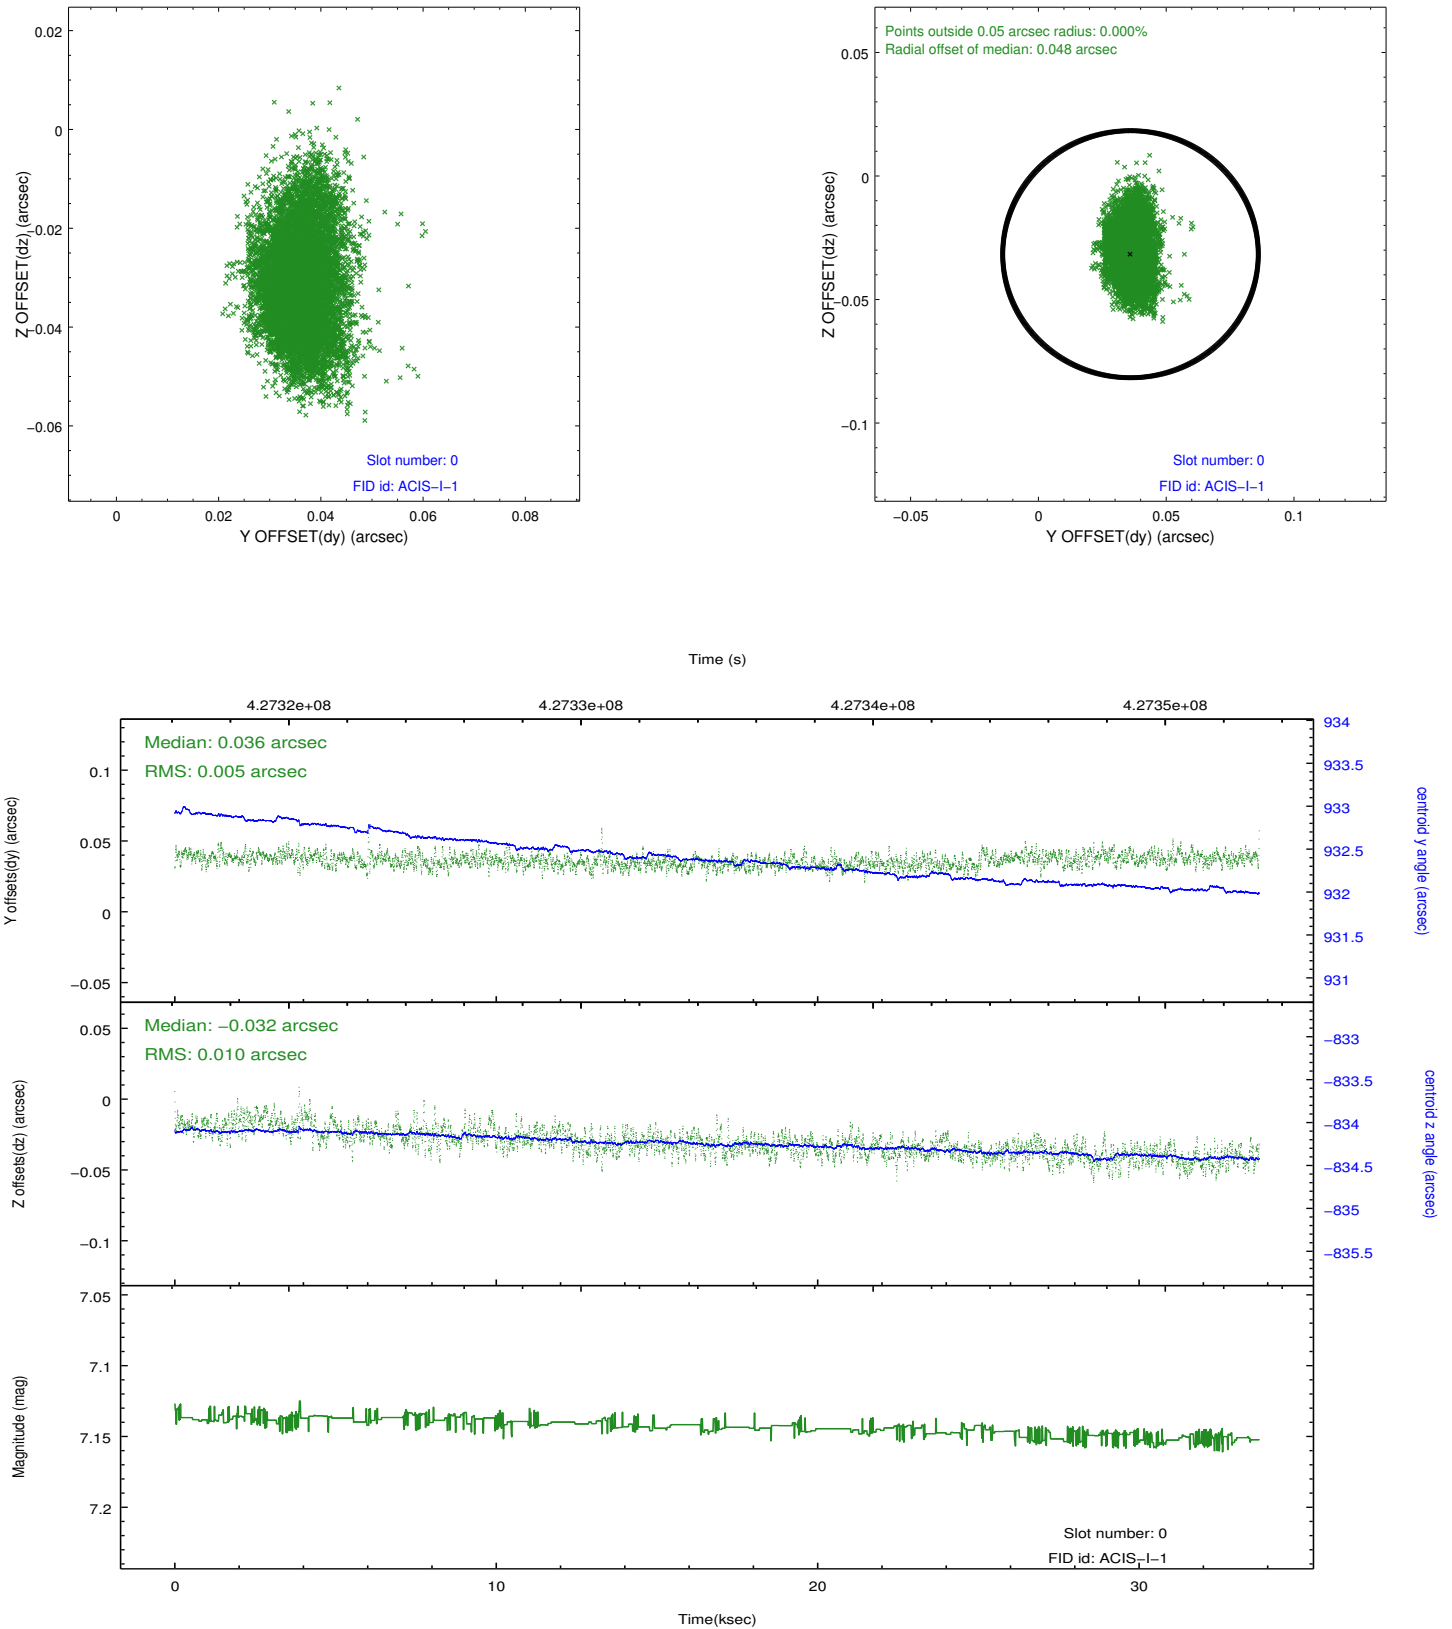 0.02
0
−0.02
−0.04
−0.06
Z OFFSET(dz) (arcsec)
Slot number: 0
FID id: ACIS−I−1
0
0.02
0.04
0.06
0.08
Y OFFSET(dy) (arcsec)
Points outside 0.05 arcsec radius: 0.000%
Radial offset of median: 0.048 arcsec
0.05
0
−0.05
−0.1
Z OFFSET(dz) (arcsec)
Slot number: 0
FID id: ACIS−I−1
−0.05
0
0.05
0.1
Y OFFSET(dy) (arcsec)
Time (s)
4.2732e+08
4.2733e+08
4.2734e+08
4.2735e+08
Median: 0.036 arcsec
RMS: 0.005 arcsec
0.1
0.05
0
−0.05
Y offsets(dy) (arcsec)
934
933.5
933
932.5
932
931.5
931
centroid y angle (arcsec)
Median: −0.032 arcsec
RMS: 0.010 arcsec
0.05
0
−0.05
−0.1
Z offsets(dz) (arcsec)
−833
−833.5
−834
−834.5
−835
−835.5
centroid z angle (arcsec)
7.05
7.1
7.15
7.2
Magnitude (mag)
Slot number: 0
FID id: ACIS−I−1
0
10
20
30
Time(ksec)